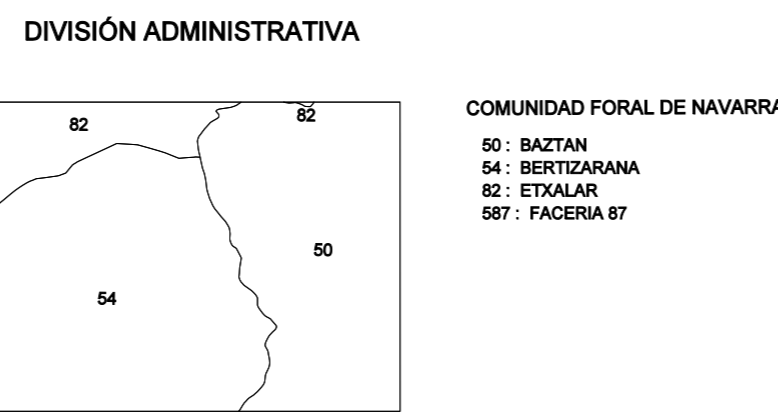 DIVISIÓN ADMINISTRATIVA
82
82
50
54
COMUNIDAD FORAL DE NAVARRA
50 : BAZTAN
54 : BERTIZARANA
82 : ETXALAR
587 : FACERIA 87